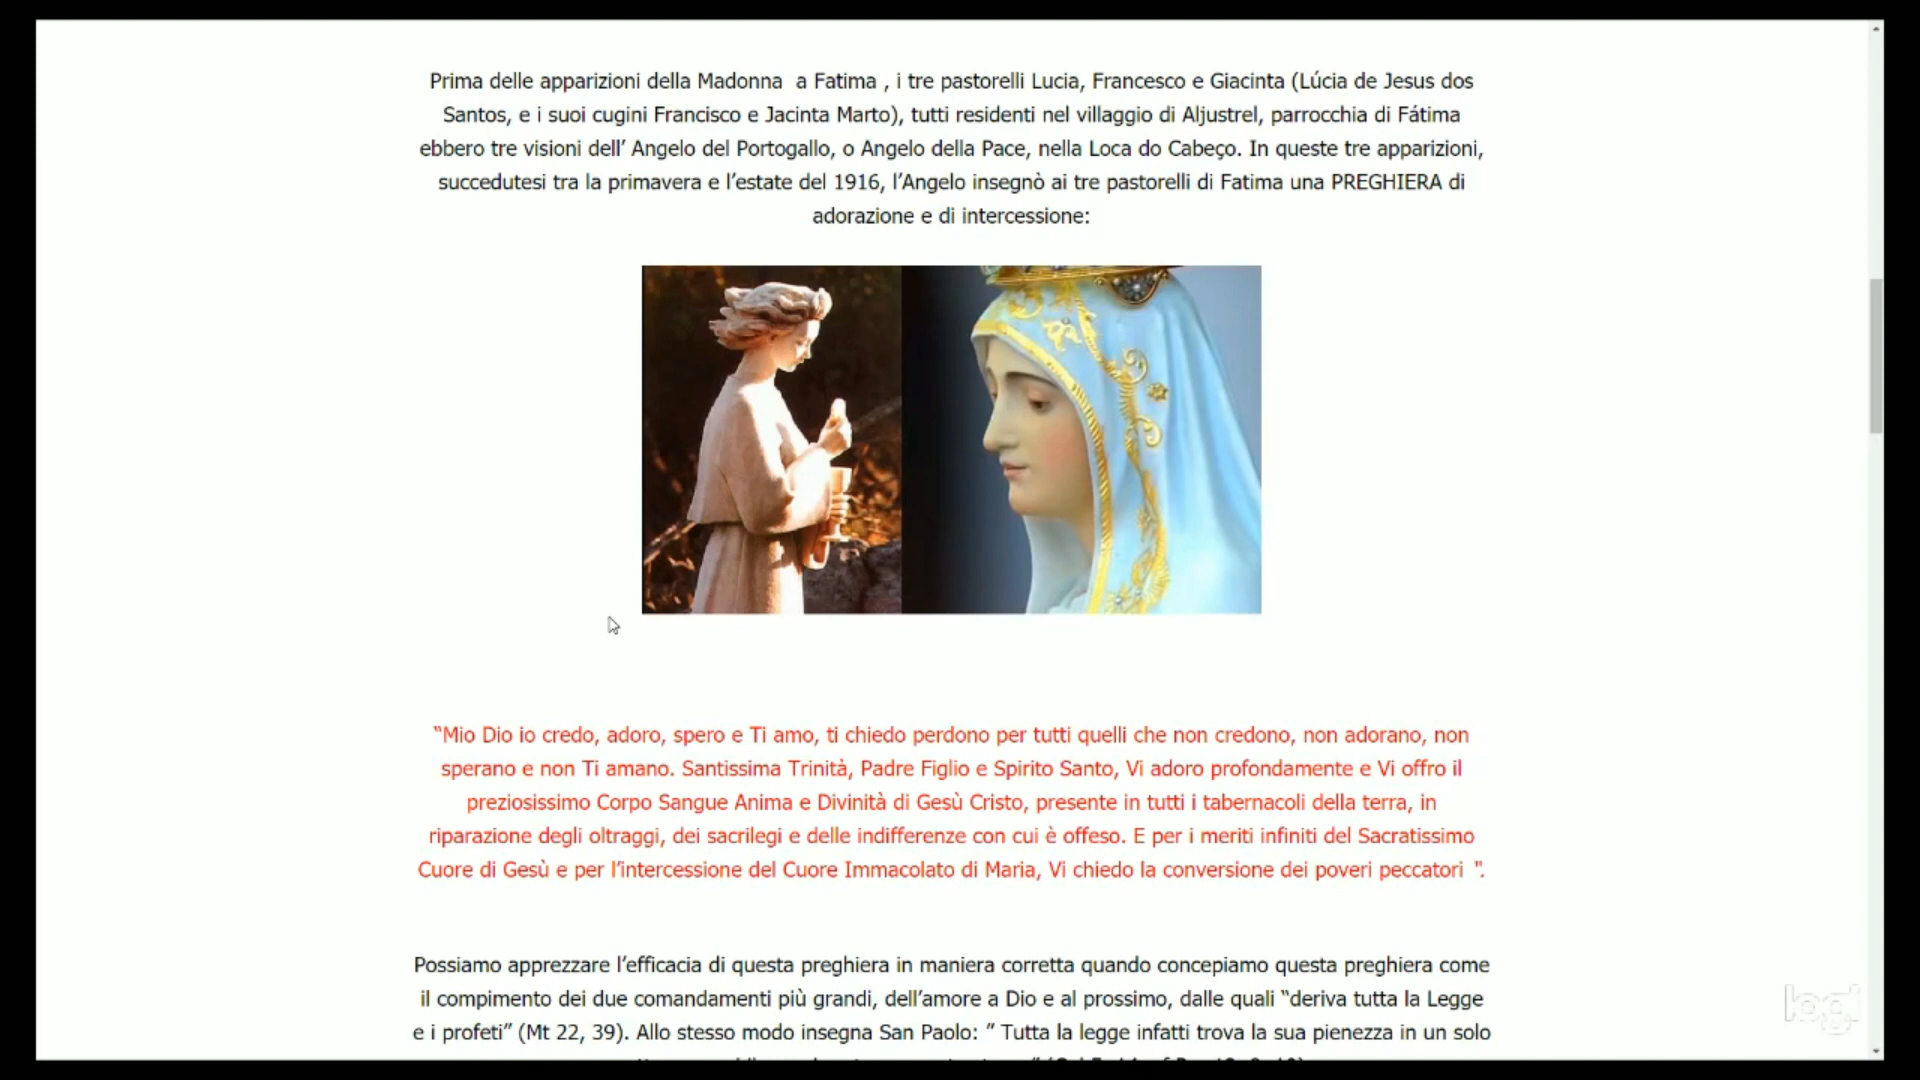 Prima delle apparizioni della Madonna  a Fatima , i tre pastorelli Lucia, Francesco e Giacinta (Lúcia de Jesus dos
Santos, e i suoi cugini Francisco e Jacinta Marto), tutti residenti nel villaggio di Aljustrel, parrocchia di Fátima
ebbero tre visioni dell’ Angelo del Portogallo, o Angelo della Pace, nella Loca do Cabeço. In queste tre apparizioni,
succedutesi tra la primavera e l’estate del 1916, l’Angelo insegnò ai tre pastorelli di Fatima una PREGHIERA di
adorazione e di intercessione:
“Mio Dio io credo, adoro, spero e Ti amo, ti chiedo perdono per tutti quelli che non credono, non adorano, non
sperano e non Ti amano. Santissima Trinità, Padre Figlio e Spirito Santo, Vi adoro profondamente e Vi offro il
preziosissimo Corpo Sangue Anima e Divinità di Gesù Cristo, presente in tutti i tabernacoli della terra, in
riparazione degli oltraggi, dei sacrilegi e delle indifferenze con cui è offeso. E per i meriti infiniti del Sacratissimo
Cuore di Gesù e per l’intercessione del Cuore Immacolato di Maria, Vi chiedo la conversione dei poveri peccatori  ”.
Possiamo apprezzare l’efficacia di questa preghiera in maniera corretta quando concepiamo questa preghiera come
il compimento dei due comandamenti più grandi, dell’amore a Dio e al prossimo, dalle quali “deriva tutta la Legge
e i profeti” (Mt 22, 39). Allo stesso modo insegna San Paolo: ” Tutta la legge infatti trova la sua pienezza in un solo
logi